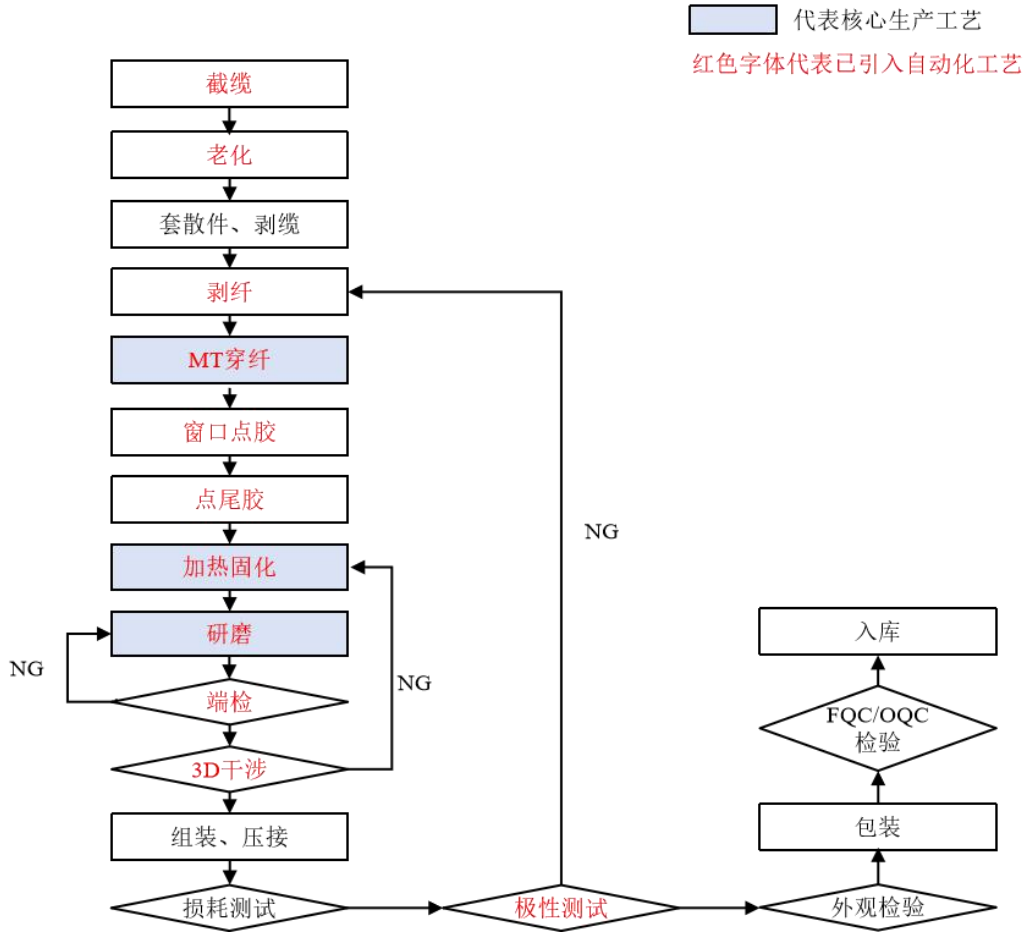 代表核心生产工艺
红色字体代表已引入自动化工艺
截缆
老化
套散件、剥缆
剥纤
MT穿纤
窗口点胶
点尾胶
NG
加热固化
研磨
NG
端检
NG
3D干涉
组装、压接
损耗测试
极性测试
外观检验
包装
FQC/OQC
检验
入库